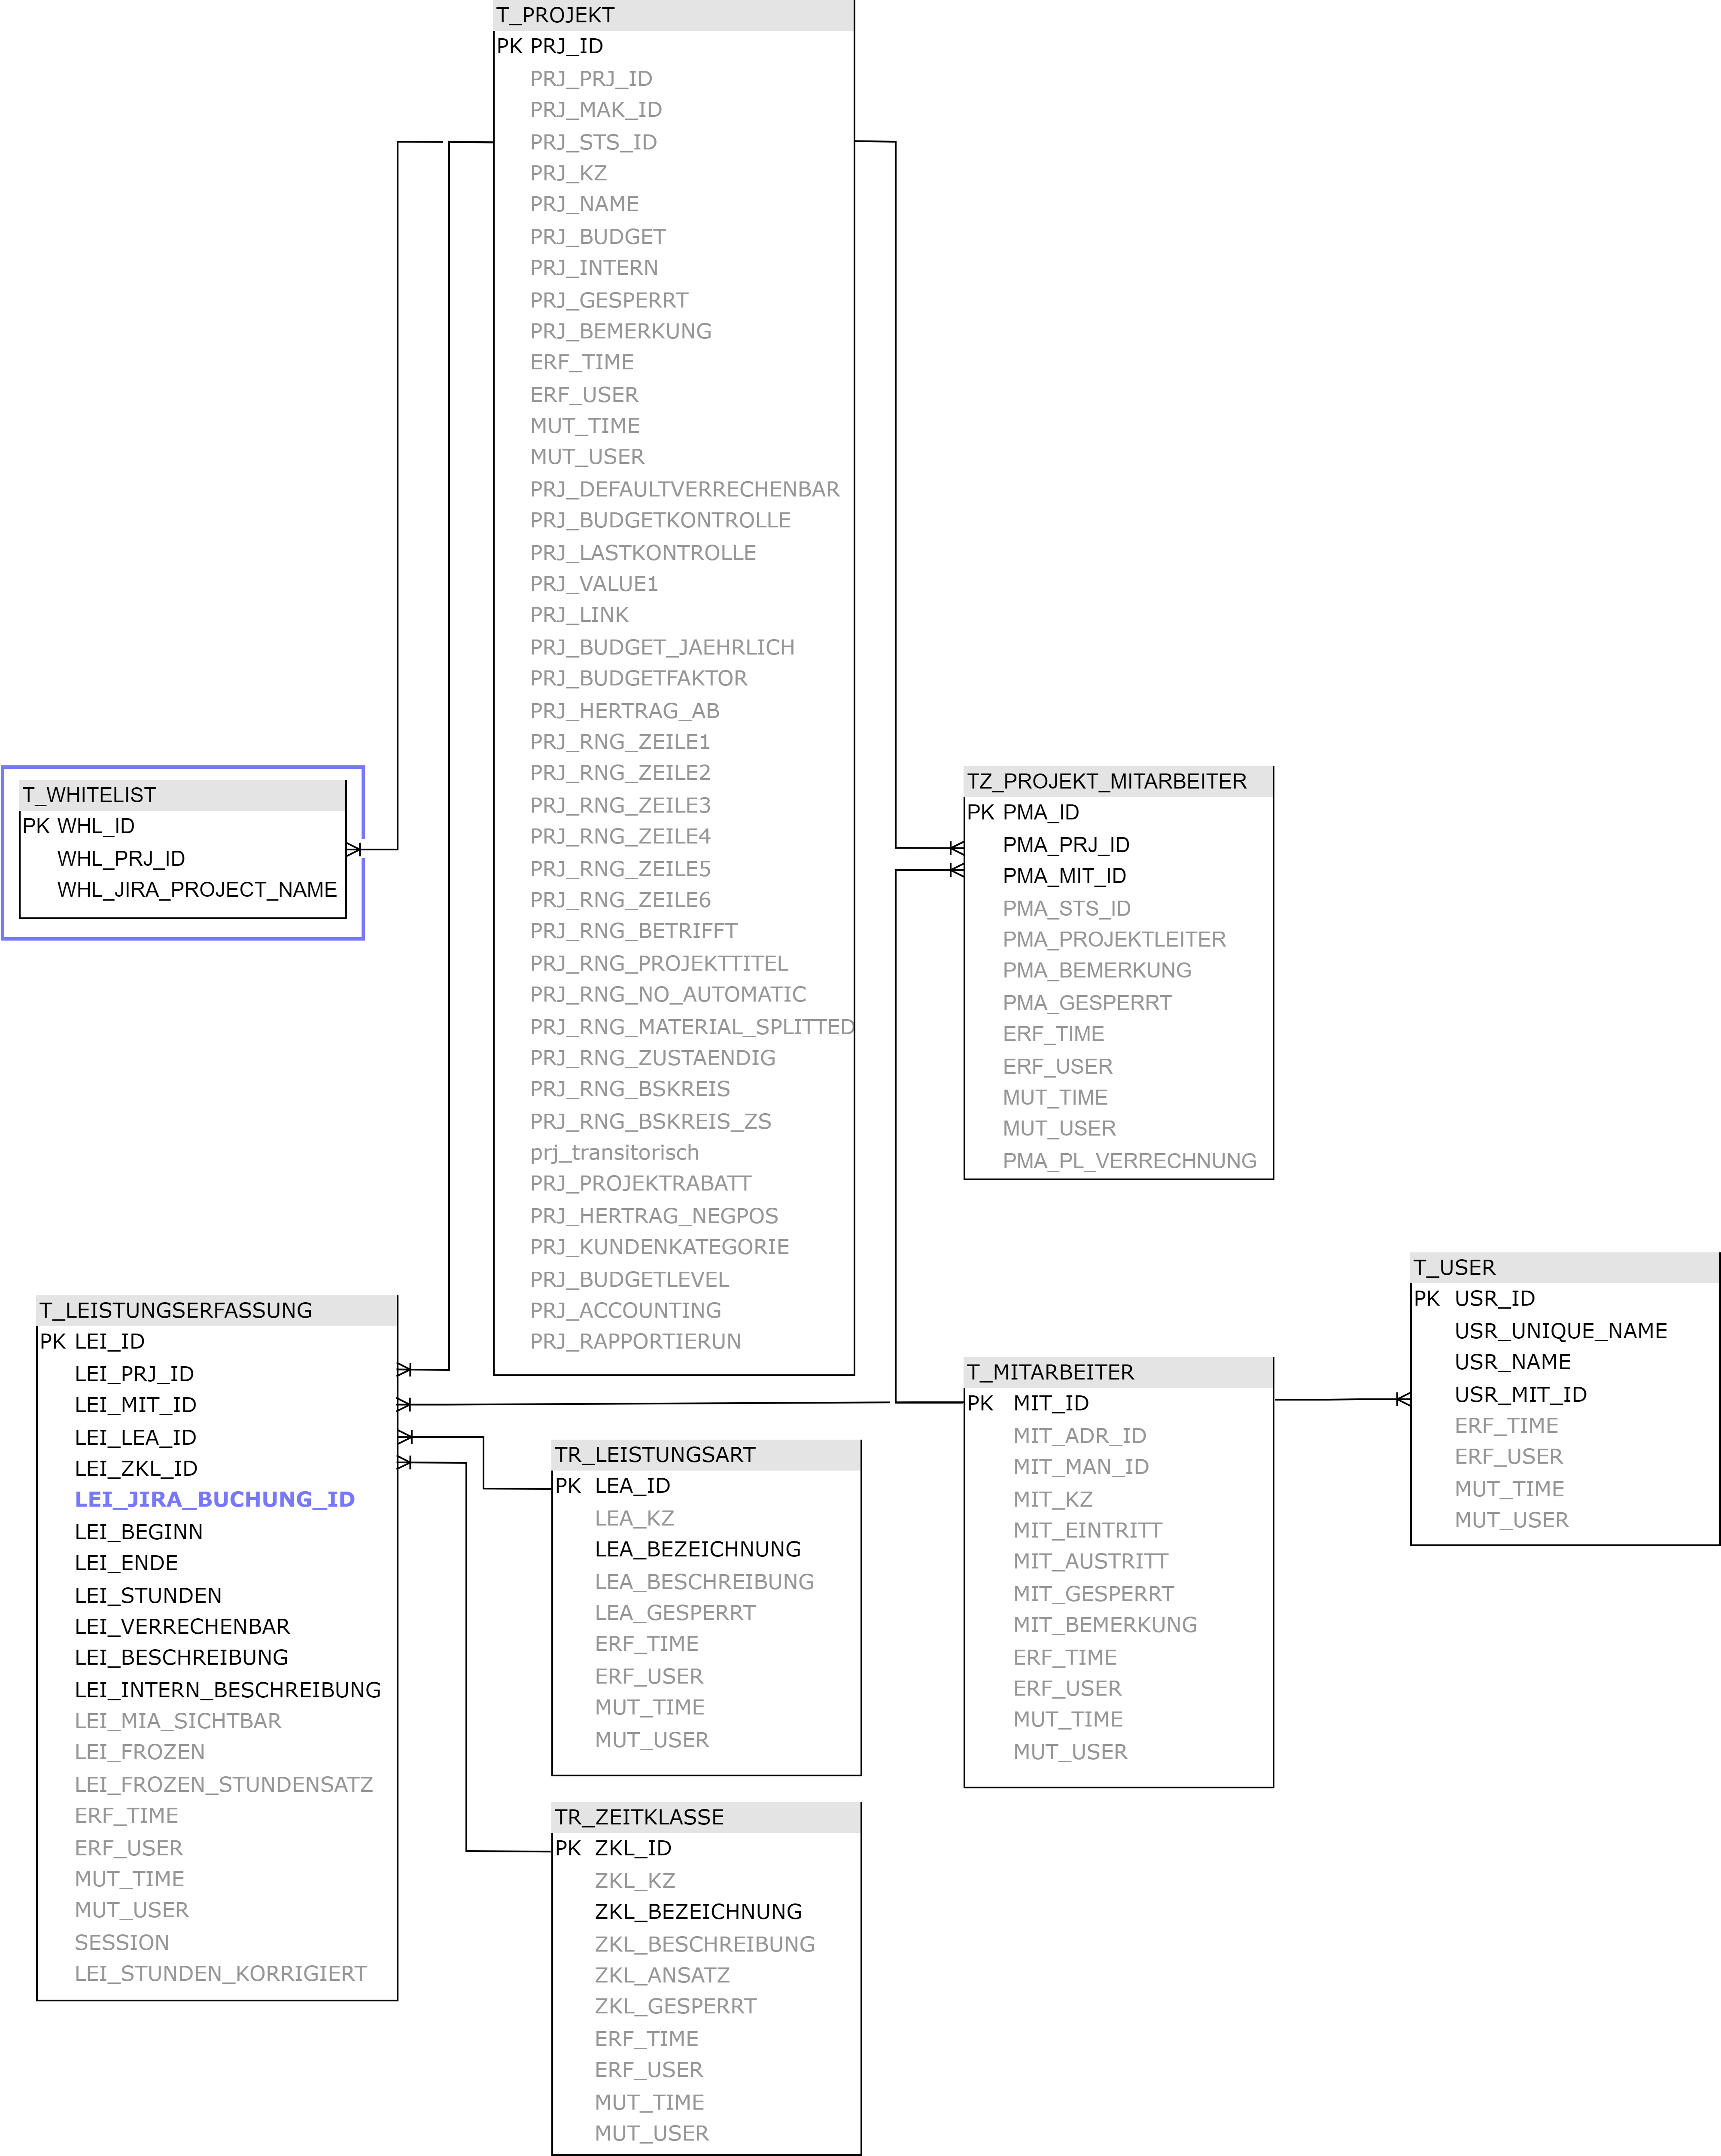 T_PROJEKT
PK PRJ_ID
PRJ_PRJ_ID
PRJ_MAK_ID
PRJ_STS_ID
PRJ_KZ
PRJ_NAME
PRJ_BUDGET
PRJ_INTERN
PRJ_GESPERRT
PRJ_BEMERKUNG
ERF_TIME
ERF_USER
MUT_TIME
MUT_USER
PRJ_DEFAULTVERRECHENBAR
PRJ_BUDGETKONTROLLE
PRJ_LASTKONTROLLE
PRJ_VALUE1
PRJ_LINK
PRJ_BUDGET_JAEHRLICH
PRJ_BUDGETFAKTOR
PRJ_HERTRAG_AB
PRJ_RNG_ZEILE1
PRJ_RNG_ZEILE2
PRJ_RNG_ZEILE3
PRJ_RNG_ZEILE4
PRJ_RNG_ZEILE5
PRJ_RNG_ZEILE6
PRJ_RNG_BETRIFFT
PRJ_RNG_PROJEKTTITEL
PRJ_RNG_NO_AUTOMATIC
PRJ_RNG_MATERIAL_SPLITTED
PRJ_RNG_ZUSTAENDIG
PRJ_RNG_BSKREIS
PRJ_RNG_BSKREIS_ZS
prj_transitorisch
PRJ_PROJEKTRABATT
PRJ_HERTRAG_NEGPOS
PRJ_KUNDENKATEGORIE
PRJ_BUDGETLEVEL
PRJ_ACCOUNTING
PRJ_RAPPORTIERUN
T_WHITELIST
PK WHL_ID
WHL_PRJ_ID
WHL_JIRA_PROJECT_NAME
TZ_PROJEKT_MITARBEITER
PK PMA_ID
PMA_PRJ_ID
PMA_MIT_ID
PMA_STS_ID
PMA_PROJEKTLEITER
PMA_BEMERKUNG
PMA_GESPERRT
ERF_TIME
ERF_USER
MUT_TIME
MUT_USER
PMA_PL_VERRECHNUNG
T_USER
PK USR_ID
USR_UNIQUE_NAME
USR_NAME
USR_MIT_ID
ERF_TIME
ERF_USER
MUT_TIME
MUT_USER
T_LEISTUNGSERFASSUNG
PK LEI_ID
LEI_PRJ_ID
LEI_MIT_ID
LEI_LEA_ID
LEI_ZKL_ID
LEI_JIRA_BUCHUNG_ID
LEI_BEGINN
LEI_ENDE
LEI_STUNDEN
LEI_VERRECHENBAR
LEI_BESCHREIBUNG
LEI_INTERN_BESCHREIBUNG
LEI_MIA_SICHTBAR
LEI_FROZEN
LEI_FROZEN_STUNDENSATZ
ERF_TIME
ERF_USER
MUT_TIME
MUT_USER
SESSION
LEI_STUNDEN_KORRIGIERT
TR_LEISTUNGSART
PK LEA_ID
LEA_KZ
LEA_BEZEICHNUNG
LEA_BESCHREIBUNG
LEA_GESPERRT
ERF_TIME
ERF_USER
MUT_TIME
MUT_USER
T_MITARBEITER
PK MIT_ID
MIT_ADR_ID
MIT_MAN_ID
MIT_KZ
MIT_EINTRITT
MIT_AUSTRITT
MIT_GESPERRT
MIT_BEMERKUNG
ERF_TIME
ERF_USER
MUT_TIME
MUT_USER
TR_ZEITKLASSE
PK ZKL_ID
ZKL_KZ
ZKL_BEZEICHNUNG
ZKL_BESCHREIBUNG
ZKL_ANSATZ
ZKL_GESPERRT
ERF_TIME
ERF_USER
MUT_TIME
MUT_USER